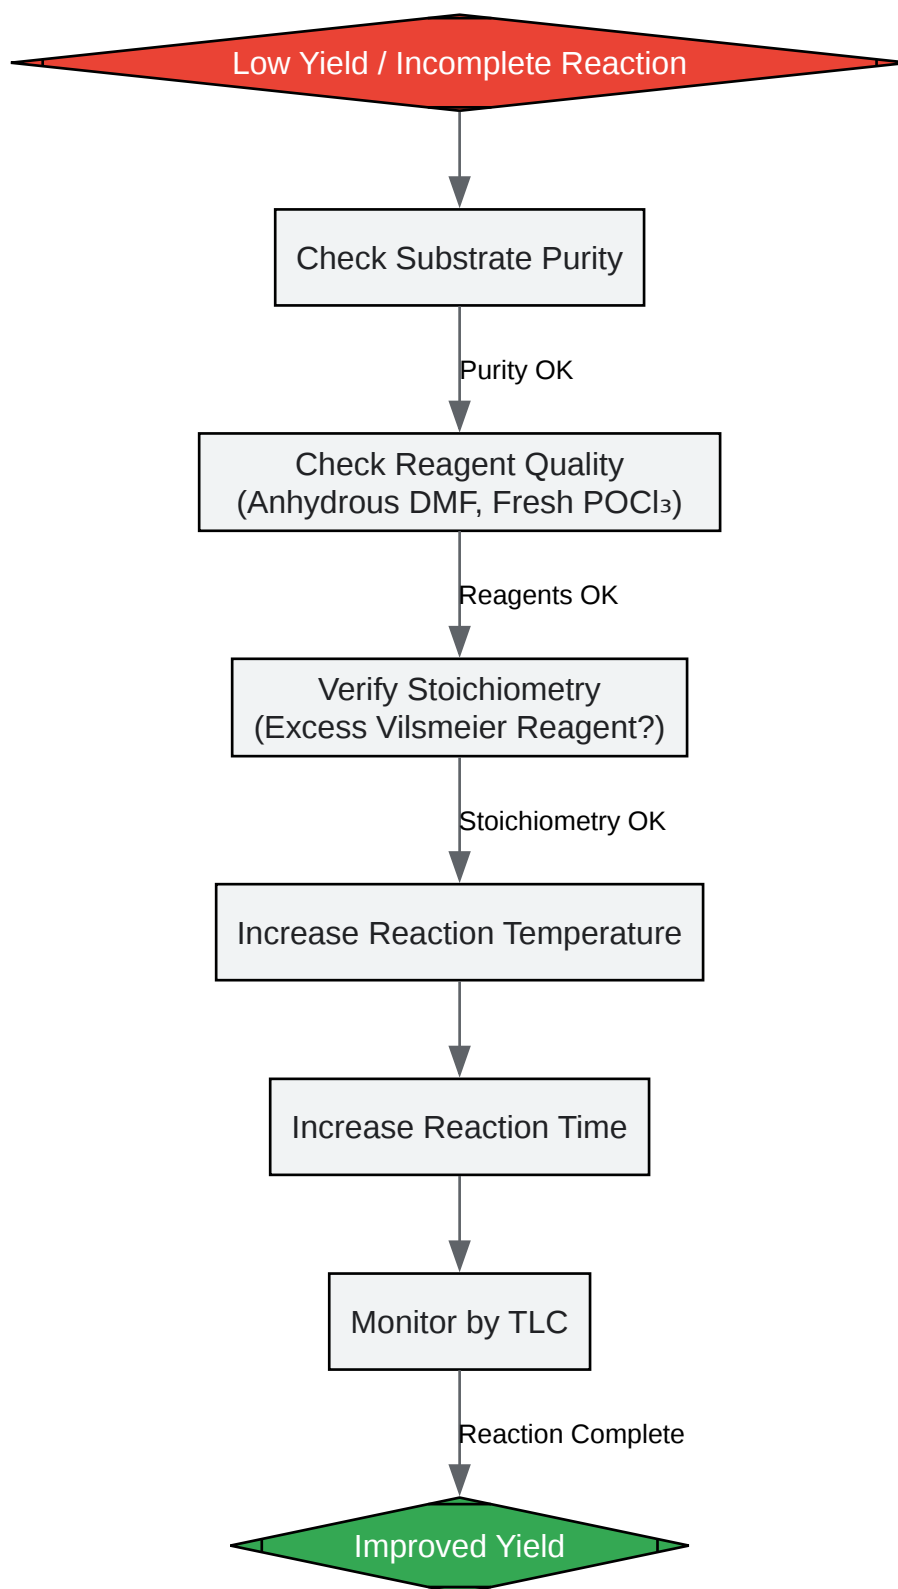 Low Yield / Incomplete Reaction
Check Substrate Purity
Purity OK
Check Reagent Quality
(Anhydrous DMF, Fresh POCl₃)
Reagents OK
Verify Stoichiometry
(Excess Vilsmeier Reagent?)
Stoichiometry OK
Increase Reaction Temperature
Increase Reaction Time
Monitor by TLC
Reaction Complete
Improved Yield